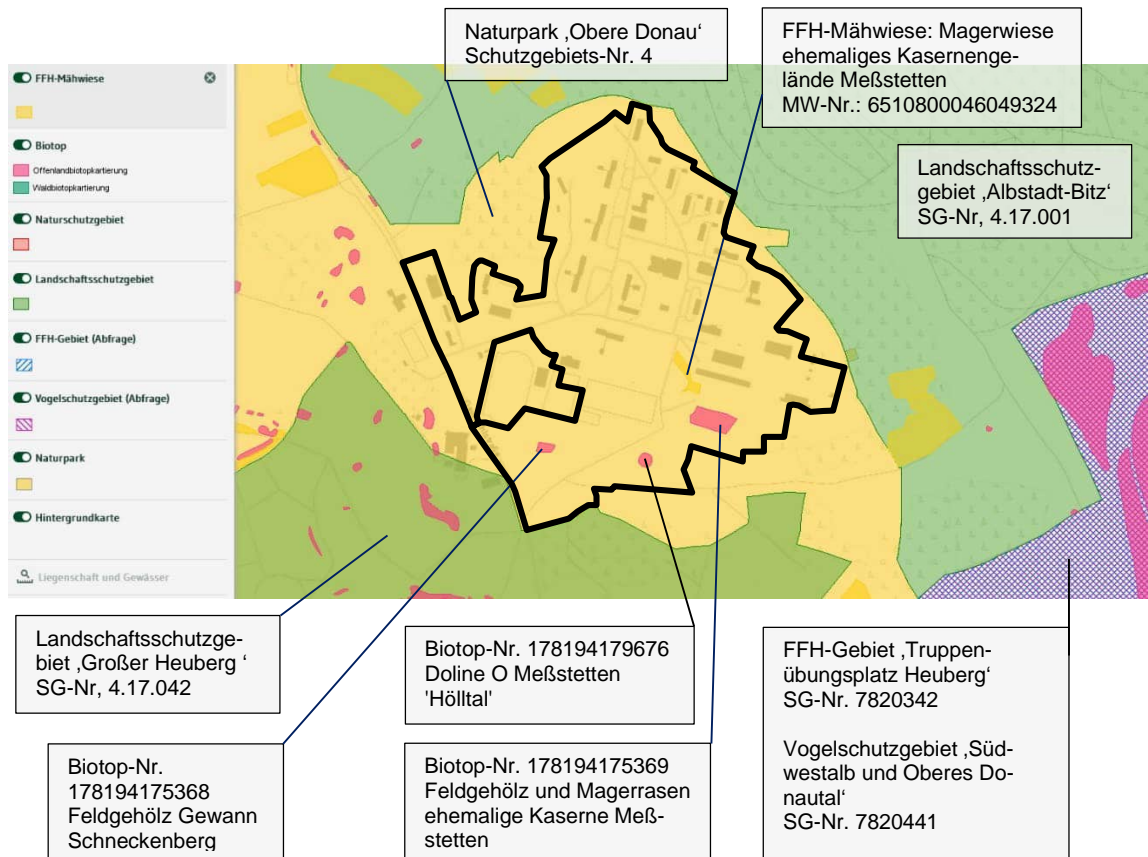 Naturpark ‚Obere Donau‘
Schutzgebiets-Nr. 4
FFH-Mähwiese: Magerwiese
ehemaliges Kasernenge-
lände Meßstetten
MW-Nr.: 6510800046049324
Landschaftsschutz-
gebiet ‚Albstadt-Bitz‘
SG-Nr, 4.17.001
FFH-Mähwiese
Biotop
Offenlandbiotopkartierung
Waldbiotopkartierung
Naturschutzgebiet
Landschaftsschutzgebiet
FFH-Gebiet (Abfrage)
Vogelschutzgebiet (Abfrage)
Naturpark
Hintergrundkarte
Liegenschaft und Gewässer
Landschaftsschutzge-
biet ‚Großer Heuberg ‘
SG-Nr, 4.17.042
Biotop-Nr. 178194179676
Doline O Meßstetten
'Hölltal'
FFH-Gebiet ‚Truppen-
übungsplatz Heuberg‘
SG-Nr. 7820342
Vogelschutzgebiet ‚Süd-
westalb und Oberes Do-
nautal‘
SG-Nr. 7820441
Biotop-Nr.
178194175368
Feldgehölz Gewann
Schneckenberg
Biotop-Nr. 178194175369
Feldgehölz und Magerrasen
ehemalige Kaserne Meß-
stetten